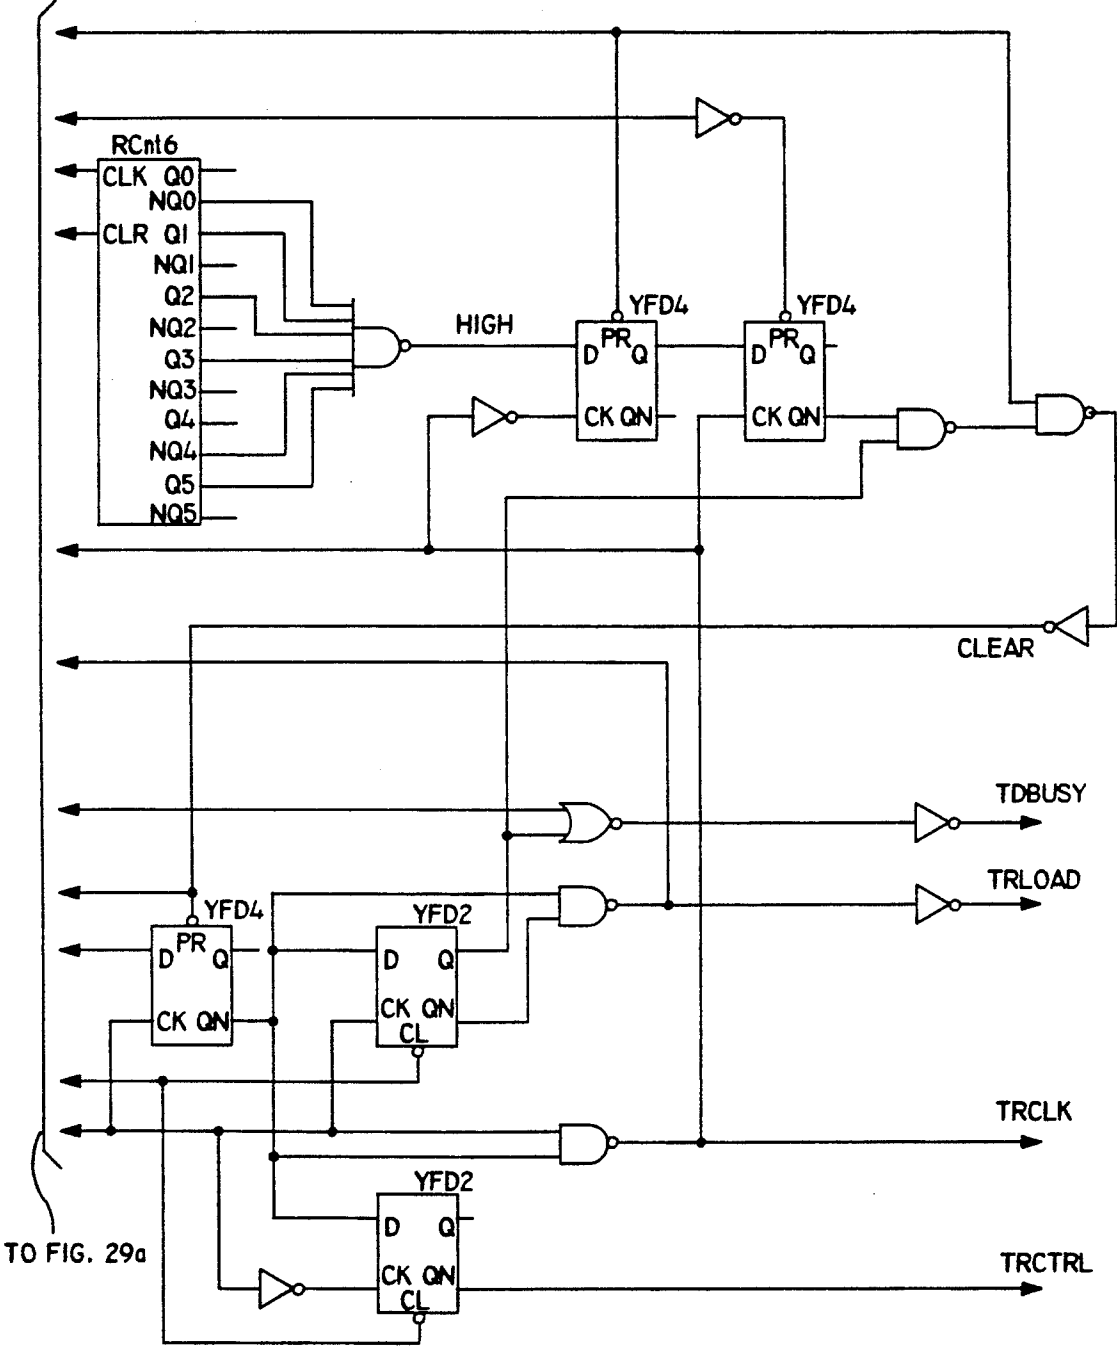 RCnt6
CLK Q0
NQ0
CLR Q1
NQ1
Q2
NQ2
Q3
NQ3
Q4
NQ4
Q5
NQ5
HIGH
YFD4
PR
D Q
CK QN
YFD4
PR
D Q
CK QN
CLEAR
TDBUSY
TRLOAD
YFD4
PR
D Q
CK QN
YFD2
D Q
CK QN
CL
TRCLK
YFD2
D Q
CK QN
CL
TRCTRL
TO FIG. 29a